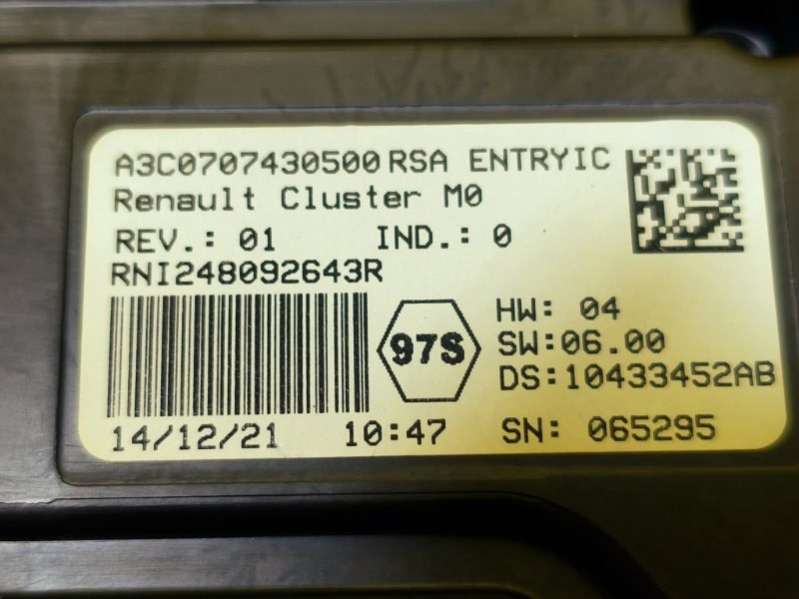 A3C0707430500 RSA ENTRYIC
Renault Cluster M0
REV.: 01 IND.: 0
RNI248092643R
97S
HW: 04
SW:06.00
DS:10433452AB
14/12/21 10:47 SN: 065295